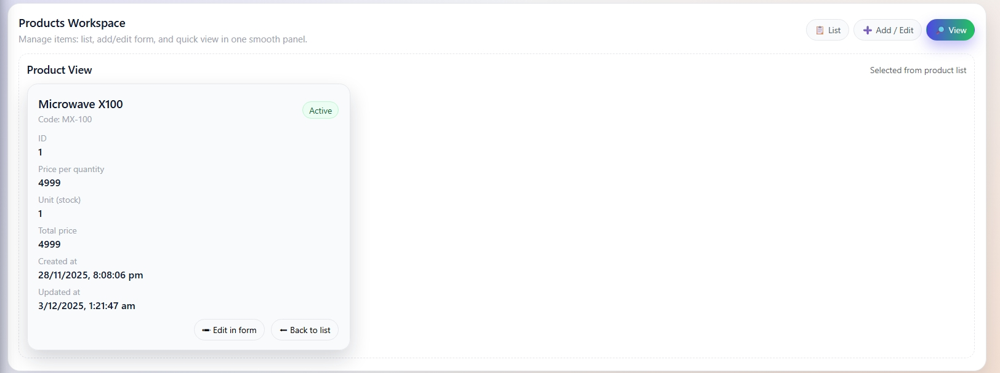 Products Workspace
Manage items: list, add/edit form, and quick view in one smooth panel.
List
Add / Edit
View
Product View
Selected from product list
Microwave X100
Code: MX-100
Active
ID
1
Price per quantity
4999
Unit (stock)
1
Total price
4999
Created at
28/11/2025, 8:08:06 pm
Updated at
3/12/2025, 1:21:47 am
Edit in form
Back to list